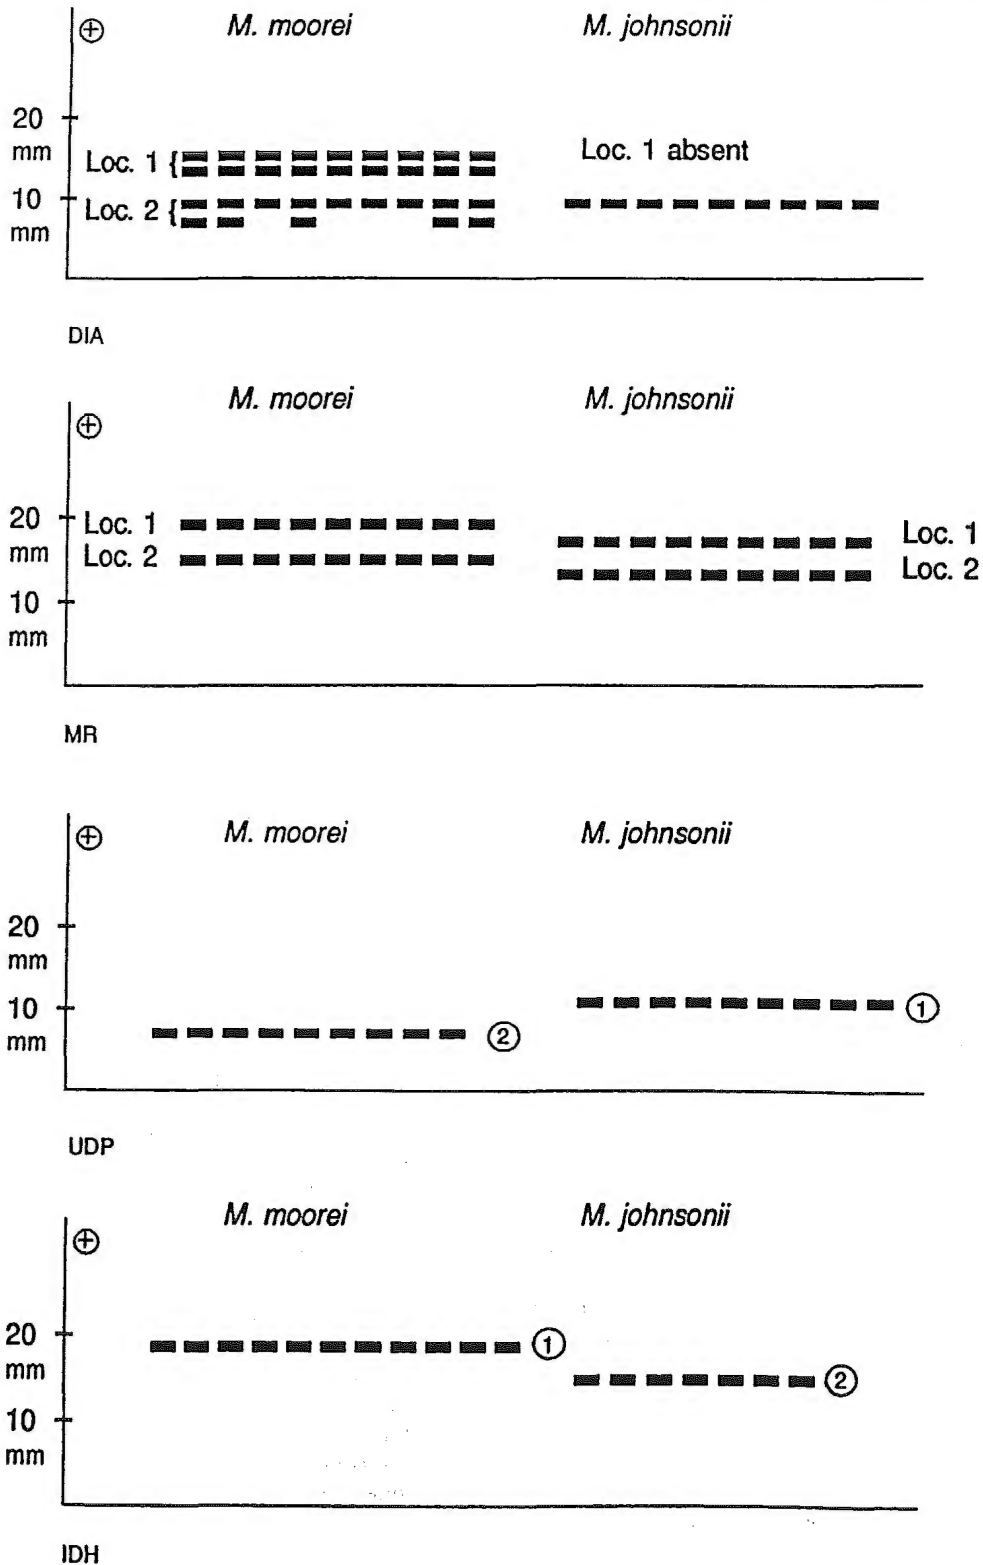 ⊕ M. moorei M. johnsonii
20
mm
Loc. 1 { Loc. 1 absent
10
Loc. 2 {
mm
DIA
M. moorei M. johnsonii
⊕
20 Loc. 1 Loc. 1
mm Loc. 2 Loc. 2
10
mm
MR
⊕ M. moorei M. johnsonii
20
mm
10 ①
mm ②
UDP
M. moorei M. johnsonii
⊕
20 ①
mm ②
10
mm
IDH